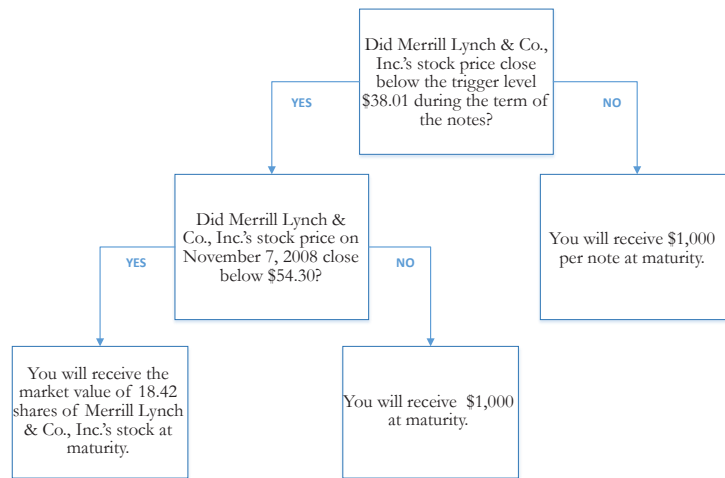 Did Merrill Lynch & Co.,
Inc.'s stock price close
below the trigger level
$38.01 during the term of
the notes?
YES
NO
Did Merrill Lynch &
Co., Inc.'s stock price on
November 7, 2008 close
below $54.30?
You will receive $1,000
per note at maturity.
YES
NO
You will receive the
market value of 18.42
shares of Merrill Lynch
& Co., Inc.'s stock at
maturity.
You will receive $1,000
at maturity.